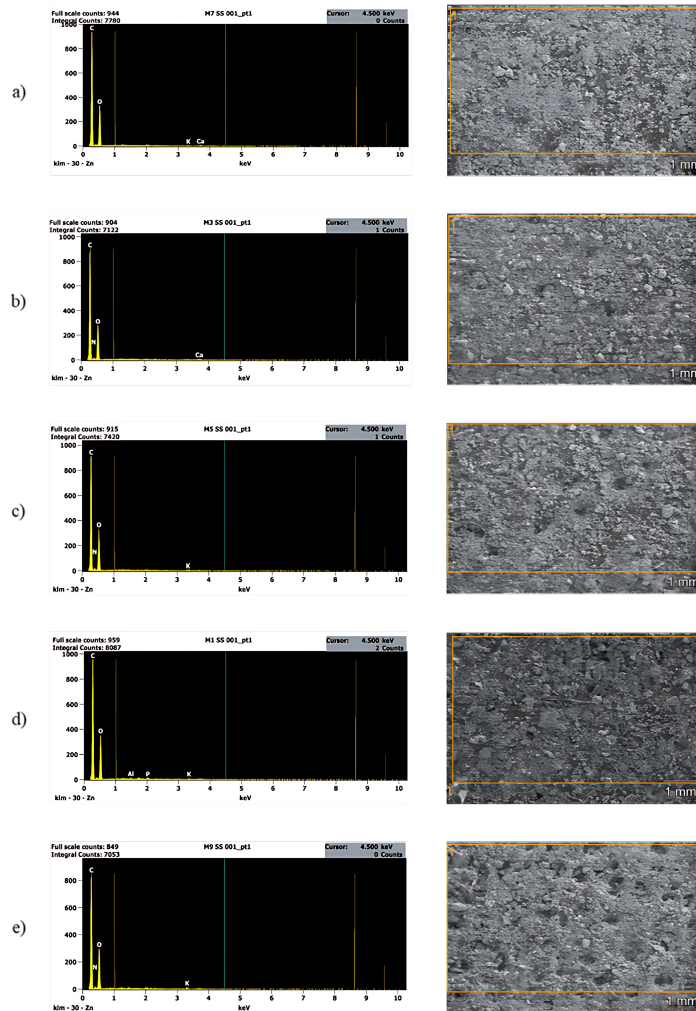 a)
Full scale counts: 944 M7 SS 001_pt1 Cursor: 4.500 keV
Integral Counts: 7780 0 Counts
1000
800
600
400
200
0
C
O
K Ca
0 1 2 3 4 5 6 7 8 9 10
klm - 30 - Zn keV
1 mm
b)
Full scale counts: 904 M3 SS 001_pt1 Cursor: 4.500 keV
Integral Counts: 7122 1 Counts
1000
800
600
400
200
0
C
O
N
Ca
0 1 2 3 4 5 6 7 8 9 10
klm - 30 - Zn keV
1 mm
c)
Full scale counts: 915 M5 SS 001_pt1 Cursor: 4.500 keV
Integral Counts: 7420 1 Counts
1000
800
600
400
200
0
C
O
N
K
0 1 2 3 4 5 6 7 8 9 10
klm - 30 - Zn keV
1 mm
d)
Full scale counts: 959 M1 SS 001_pt1 Cursor: 4.500 keV
Integral Counts: 8087 2 Counts
1000
800
600
400
200
0
C
O
Al P K
0 1 2 3 4 5 6 7 8 9 10
klm - 30 - Zn keV
1 mm
e)
Full scale counts: 849 M9 SS 001_pt1 Cursor: 4.500 keV
Integral Counts: 7053 0 Counts
800
600
400
200
0
C
O
N
K
0 1 2 3 4 5 6 7 8 9 10
klm - 30 - Zn keV
1 mm